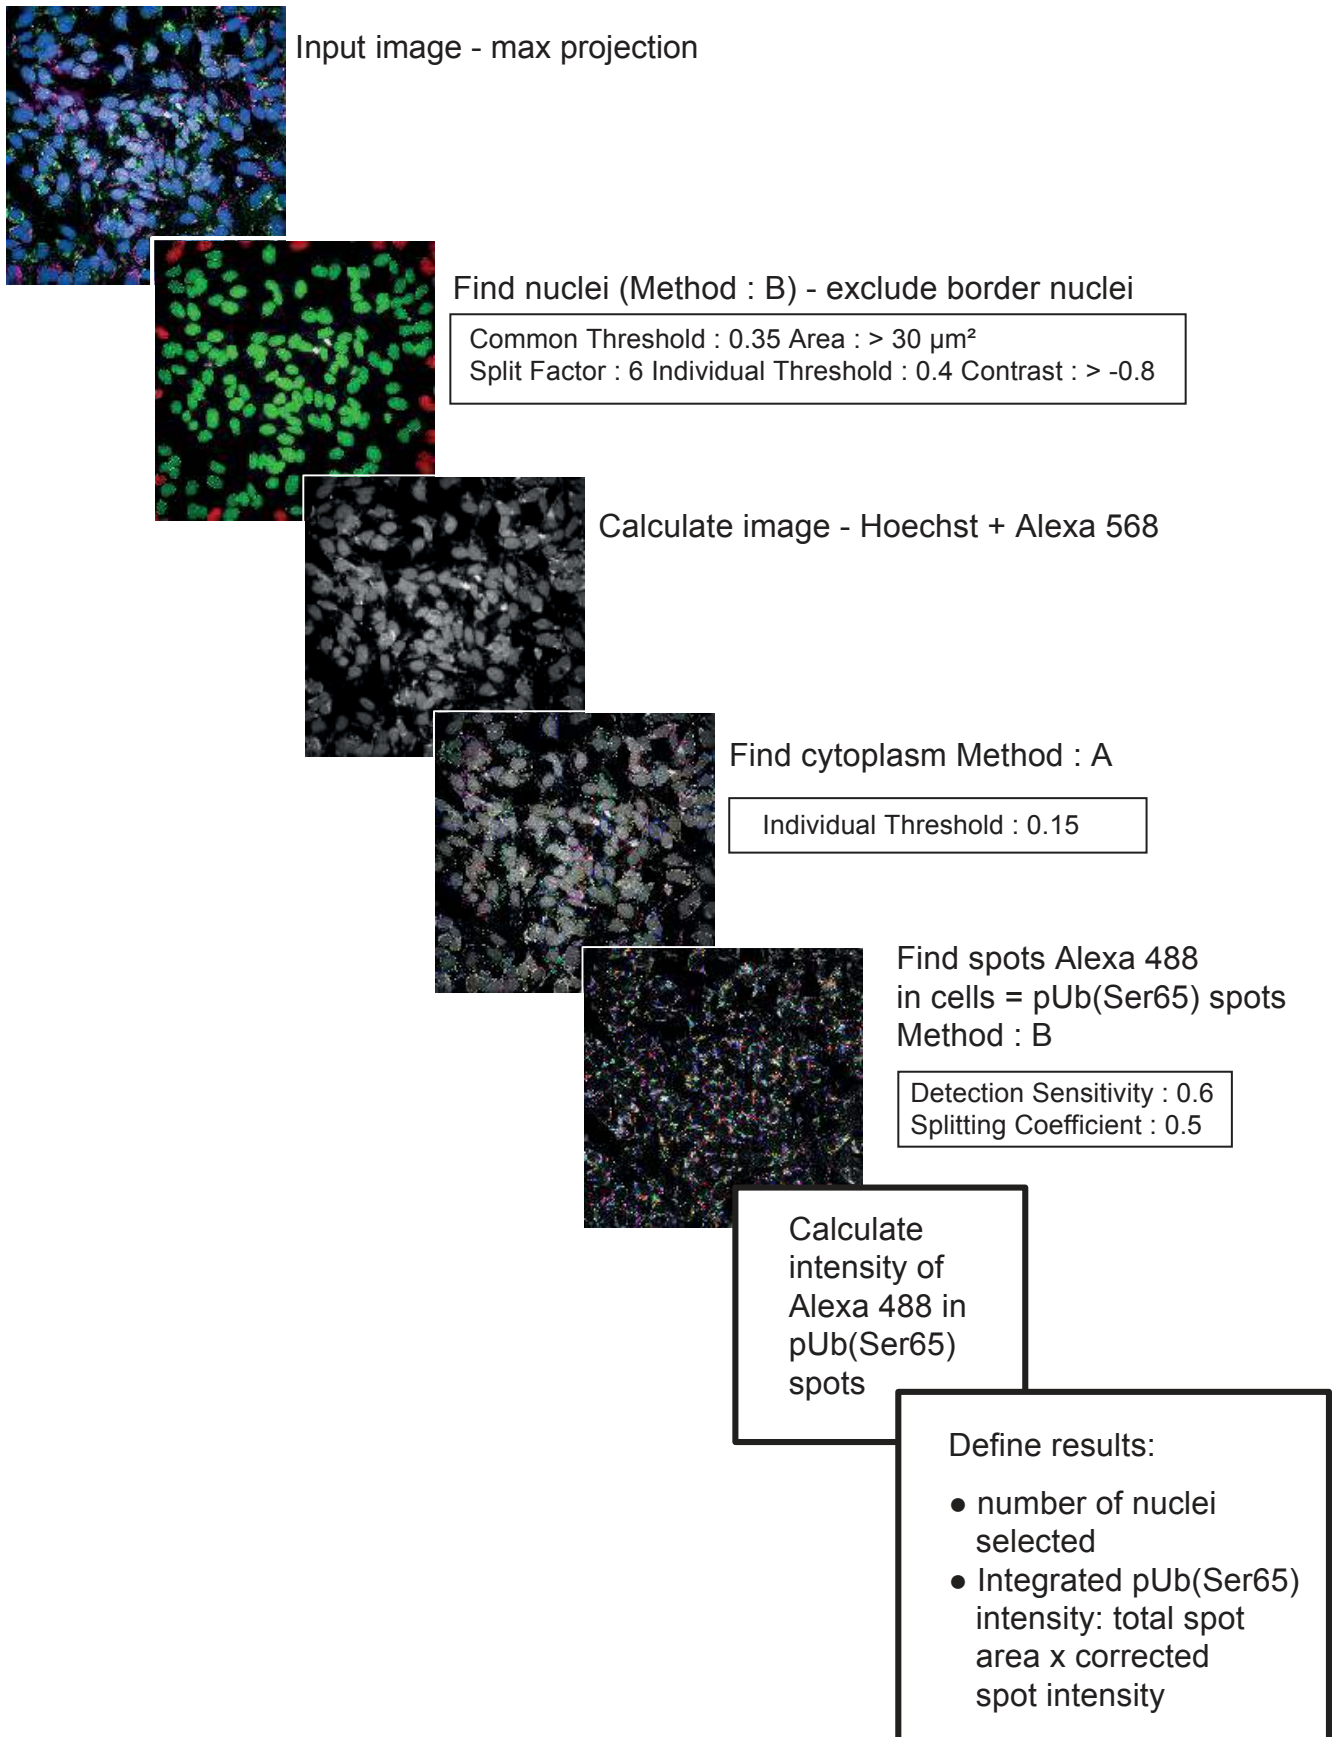 Input image - max projection
Find nuclei (Method : B) - exclude border nuclei
Common Threshold : 0.35 Area : > 30 µm²
Split Factor : 6 Individual Threshold : 0.4 Contrast : > -0.8
Calculate image - Hoechst + Alexa 568
Find cytoplasm Method : A
Individual Threshold : 0.15
Find spots Alexa 488
in cells = pUb(Ser65) spots
Method : B
Detection Sensitivity : 0.6
Splitting Coefficient : 0.5
Calculate
intensity of
Alexa 488 in
pUb(Ser65)
spots
Define results:
● number of nuclei
selected
● Integrated pUb(Ser65)
intensity: total spot
area x corrected
spot intensity